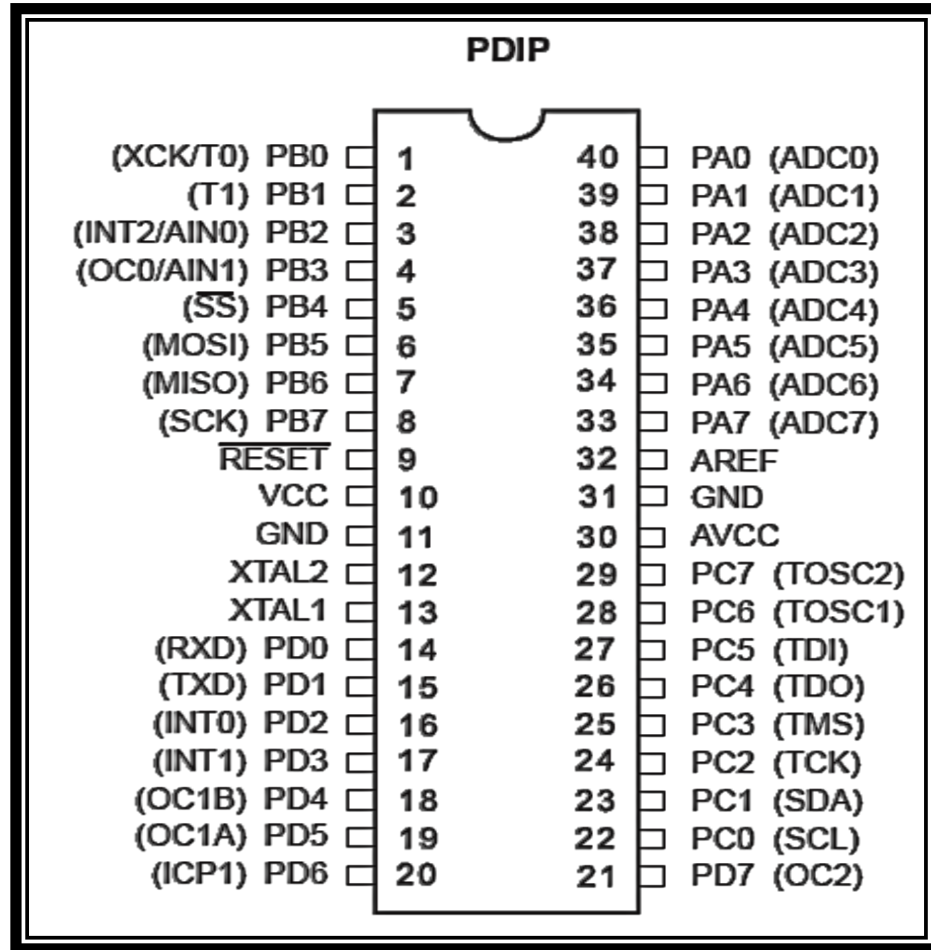 PDIP
(XCK/T0) PB0 1 40 PA0 (ADC0)
(T1) PB1 2 39 PA1 (ADC1)
(INT2/AIN0) PB2 3 38 PA2 (ADC2)
(OC0/AIN1) PB3 4 37 PA3 (ADC3)
(S̅S̅) PB4 5 36 PA4 (ADC4)
(MOSI) PB5 6 35 PA5 (ADC5)
(MISO) PB6 7 34 PA6 (ADC6)
(SCK) PB7 8 33 PA7 (ADC7)
R̅E̅S̅E̅T̅ 9 32 AREF
VCC 10 31 GND
GND 11 30 AVCC
XTAL2 12 29 PC7 (TOSC2)
XTAL1 13 28 PC6 (TOSC1)
(RXD) PD0 14 27 PC5 (TDI)
(TXD) PD1 15 26 PC4 (TDO)
(INT0) PD2 16 25 PC3 (TMS)
(INT1) PD3 17 24 PC2 (TCK)
(OC1B) PD4 18 23 PC1 (SDA)
(OC1A) PD5 19 22 PC0 (SCL)
(ICP1) PD6 20 21 PD7 (OC2)